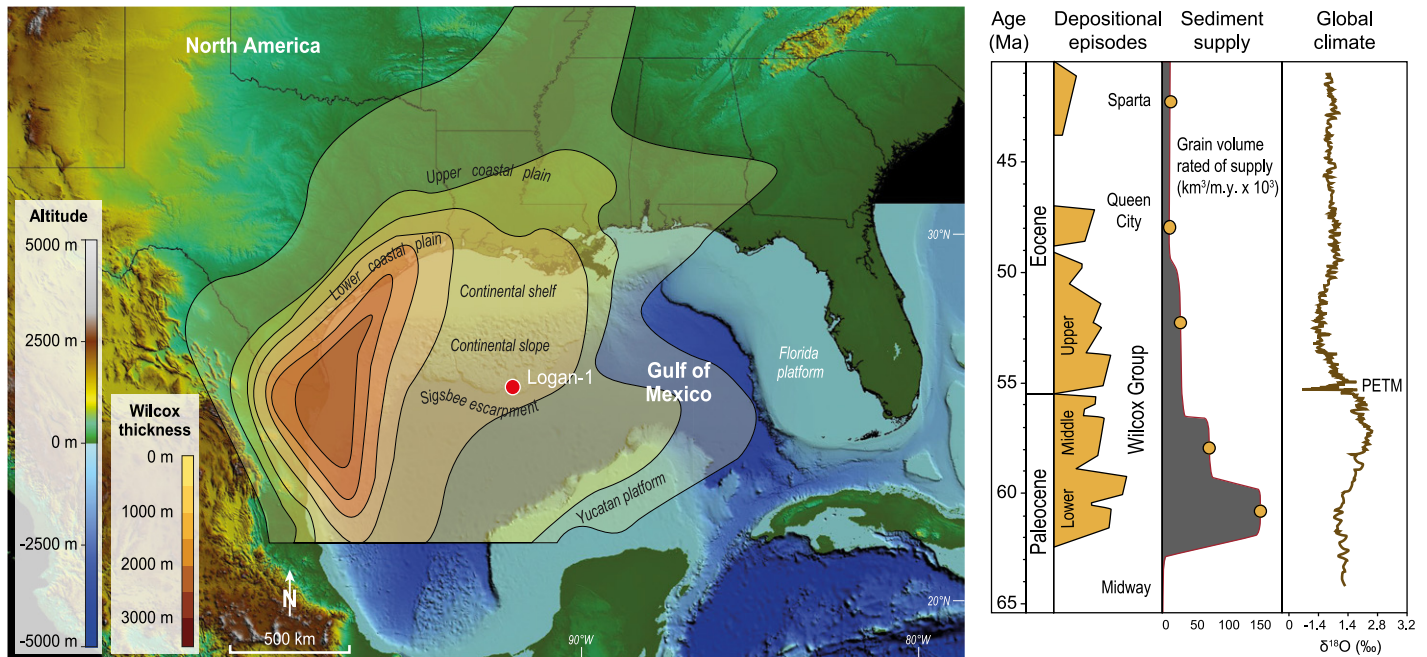 North America
Upper coastal plain
Lower coastal plain
Continental shelf
Continental slope
Logan-1
Sigsbee escarpment
Gulf of
Mexico
Florida
platform
Yucatan platform
30°N
20°N
90°W
80°W
N
500 km
Altitude
5000 m
2500 m
0 m
-2500 m
-5000 m
Wilcox
thickness
0 m
1000 m
2000 m
3000 m
Age
(Ma)
Depositional
episodes
Sediment
supply
Global
climate
45
50
55
60
65
Eocene
Paleocene
Upper
Middle
Lower
Sparta
Queen
City
Wilcox Group
Midway
Grain volume
rated of supply
(km³/m.y. x 10³)
PETM
0 50 100 150
0 -1.4 1.4 2.8 3.2
δ¹⁸O (‰)